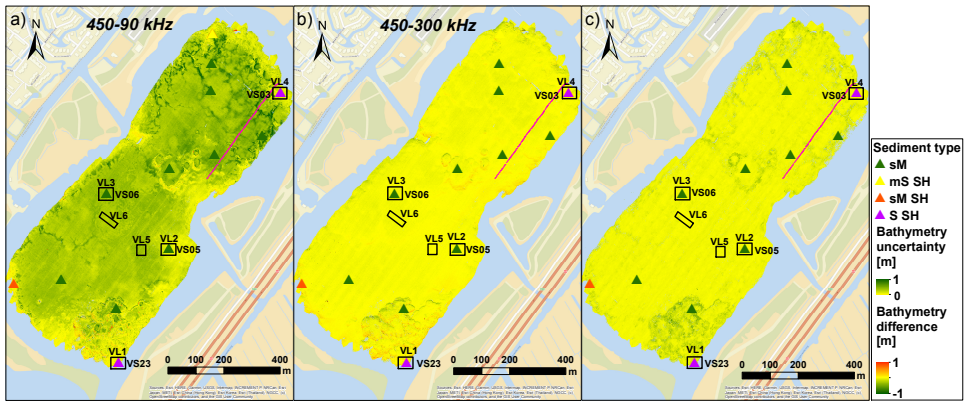 a)
N
450-90 kHz
VL4
VS03
VL3
VS06
VL6
VL5
VL2
VS05
VL1
VS23
0 100 200 400
m
b)
N
450-300 kHz
VL4
VS03
VL3
VS06
VL6
VL5
VL2
VS05
VL1
VS23
0 100 200 400
m
c)
N
VL4
VS03
VL3
VS06
VL6
VL5
VL2
VS05
VL1
VS23
0 100 200 400
m
Sediment type
sM
mS SH
sM SH
S SH
Bathymetry
uncertainty
[m]
1
0
Bathymetry
difference
[m]
1
-1